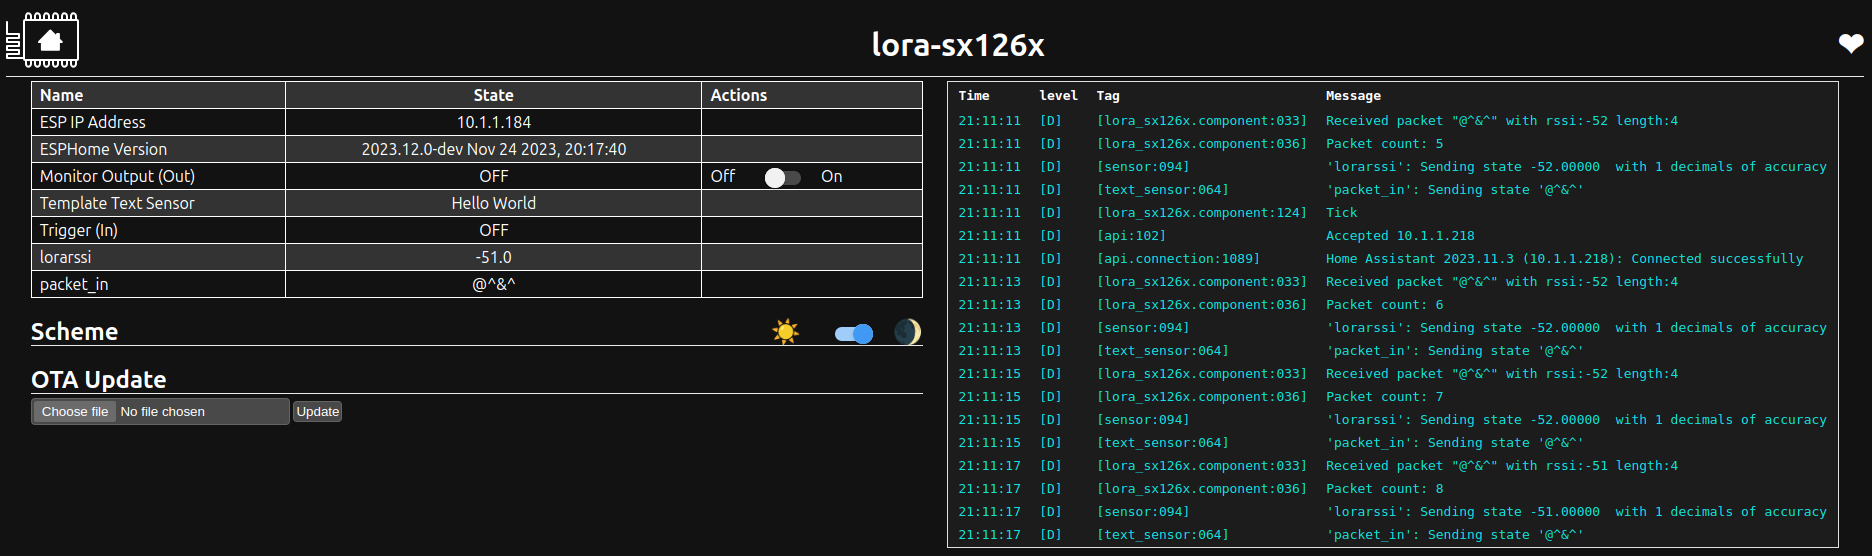 lora-sx126x
Name State Actions
ESP IP Address 10.1.1.184
ESPHome Version 2023.12.0-dev Nov 24 2023, 20:17:40
Monitor Output (Out) OFF Off On
Template Text Sensor Hello World
Trigger (In) OFF
lorarssi -51.0
packet_in @^&^
Scheme
OTA Update
Choose file No file chosen Update
Time level Tag Message
21:11:11 [D] [lora_sx126x.component:033] Received packet "@^&^" with rssi:-52 length:4
21:11:11 [D] [lora_sx126x.component:036] Packet count: 5
21:11:11 [D] [sensor:094] 'lorarssi': Sending state -52.00000  with 1 decimals of accuracy
21:11:11 [D] [text_sensor:064] 'packet_in': Sending state '@^&^'
21:11:11 [D] [lora_sx126x.component:124] Tick
21:11:11 [D] [api:102] Accepted 10.1.1.218
21:11:11 [D] [api.connection:1089] Home Assistant 2023.11.3 (10.1.1.218): Connected successfully
21:11:13 [D] [lora_sx126x.component:033] Received packet "@^&^" with rssi:-52 length:4
21:11:13 [D] [lora_sx126x.component:036] Packet count: 6
21:11:13 [D] [sensor:094] 'lorarssi': Sending state -52.00000  with 1 decimals of accuracy
21:11:13 [D] [text_sensor:064] 'packet_in': Sending state '@^&^'
21:11:15 [D] [lora_sx126x.component:033] Received packet "@^&^" with rssi:-52 length:4
21:11:15 [D] [lora_sx126x.component:036] Packet count: 7
21:11:15 [D] [sensor:094] 'lorarssi': Sending state -52.00000  with 1 decimals of accuracy
21:11:15 [D] [text_sensor:064] 'packet_in': Sending state '@^&^'
21:11:17 [D] [lora_sx126x.component:033] Received packet "@^&^" with rssi:-51 length:4
21:11:17 [D] [lora_sx126x.component:036] Packet count: 8
21:11:17 [D] [sensor:094] 'lorarssi': Sending state -51.00000  with 1 decimals of accuracy
21:11:17 [D] [text_sensor:064] 'packet_in': Sending state '@^&^'